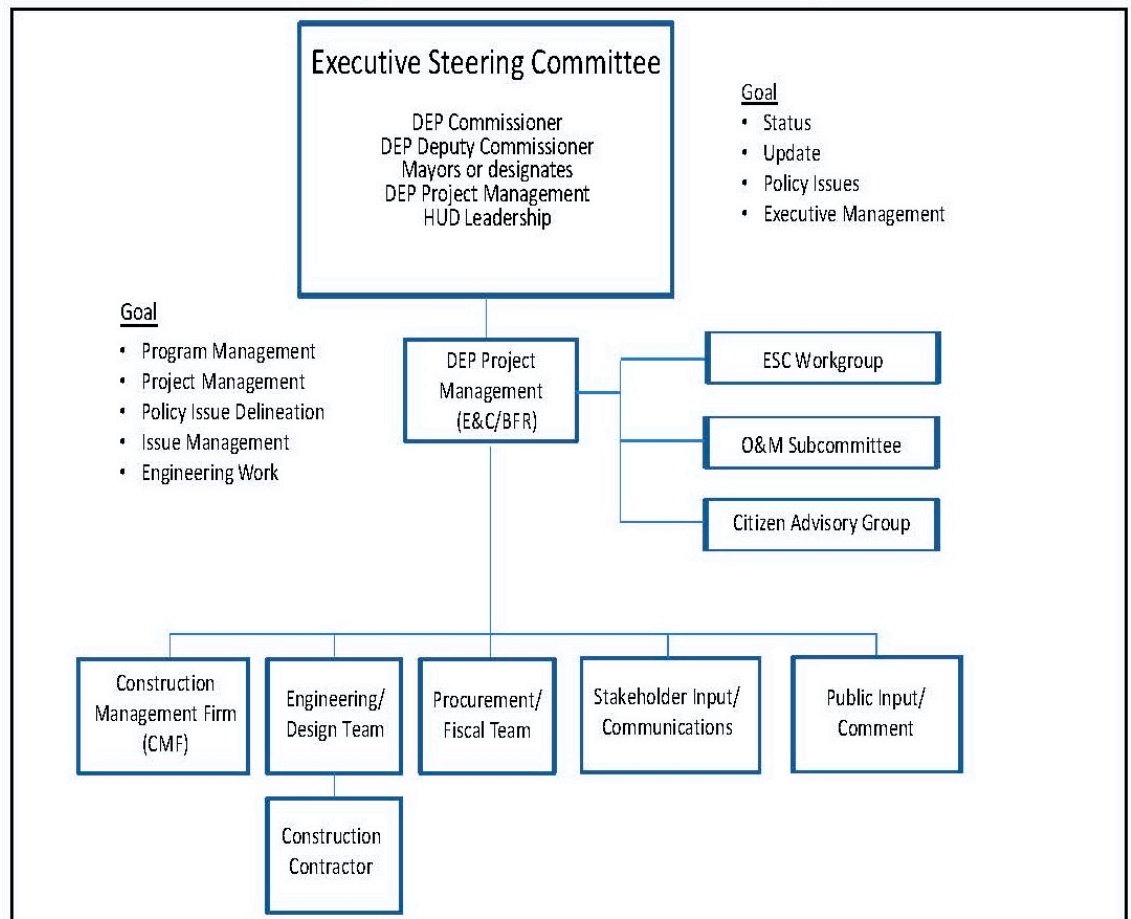 Executive Steering Committee
DEP Commissioner
DEP Deputy Commissioner
Mayors or designates
DEP Project Management
HUD Leadership
Goal
• Status
• Update
• Policy Issues
• Executive Management
Goal
• Program Management
• Project Management
• Policy Issue Delineation
• Issue Management
• Engineering Work
DEP Project
Management
(E&C/BFR)
ESC Workgroup
O&M Subcommittee
Citizen Advisory Group
Construction
Management Firm
(CMF)
Engineering/
Design Team
Procurement/
Fiscal Team
Stakeholder Input/
Communications
Public Input/
Comment
Construction
Contractor